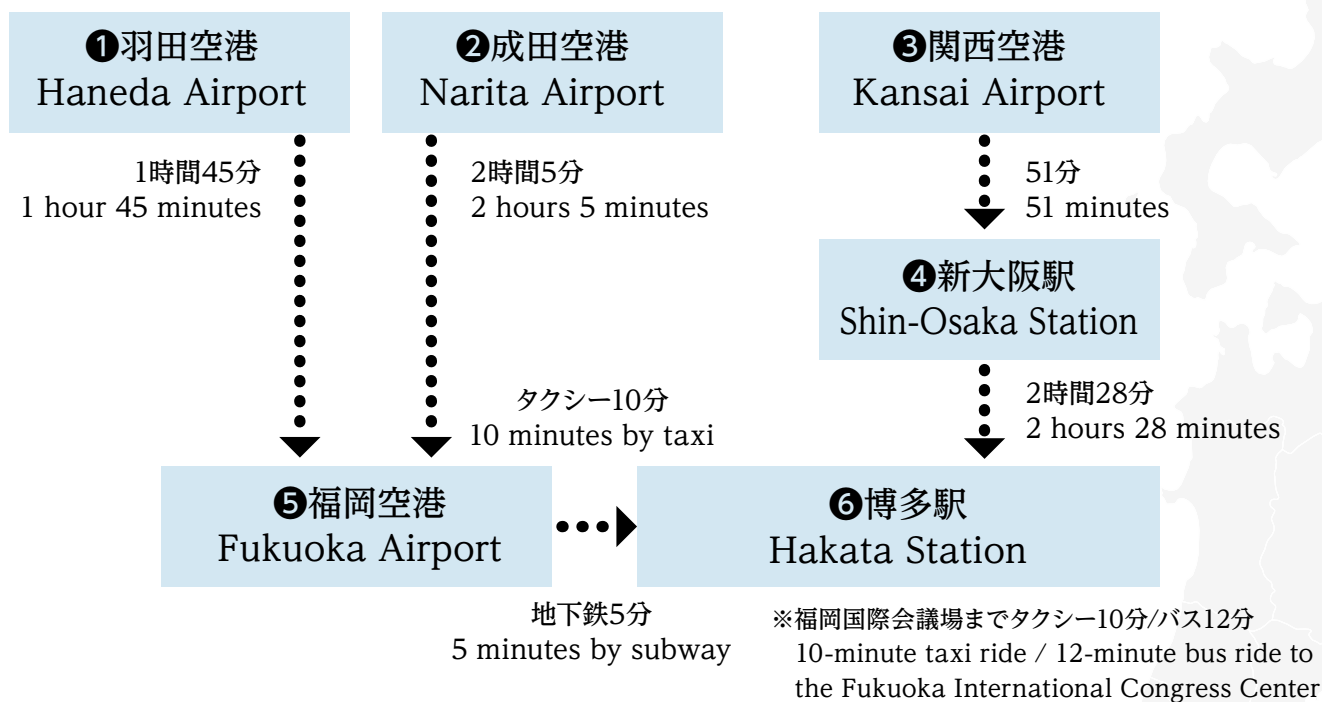 ❶羽田空港
Haneda Airport
❷成田空港
Narita Airport
❸関西空港
Kansai Airport
1時間45分
1 hour 45 minutes
2時間5分
2 hours 5 minutes
51分
51 minutes
❹新大阪駅
Shin-Osaka Station
2時間28分
2 hours 28 minutes
タクシー10分
10 minutes by taxi
❺福岡空港
Fukuoka Airport
❻博多駅
Hakata Station
地下鉄5分
5 minutes by subway
※福岡国際会議場までタクシー10分/バス12分
10-minute taxi ride / 12-minute bus ride to
the Fukuoka International Congress Center